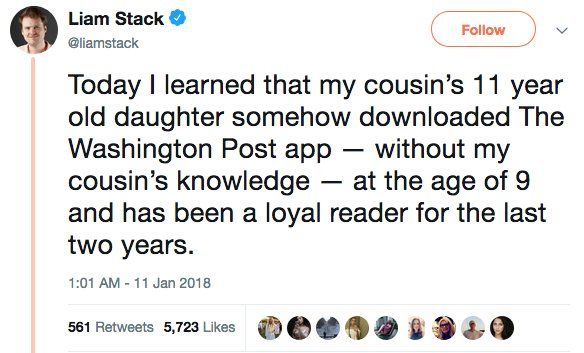 Liam Stack
@liamstack
Follow
Today I learned that my cousin’s 11 year
old daughter somehow downloaded The
Washington Post app — without my
cousin’s knowledge — at the age of 9
and has been a loyal reader for the last
two years.
1:01 AM - 11 Jan 2018
561 Retweets 5,723 Likes